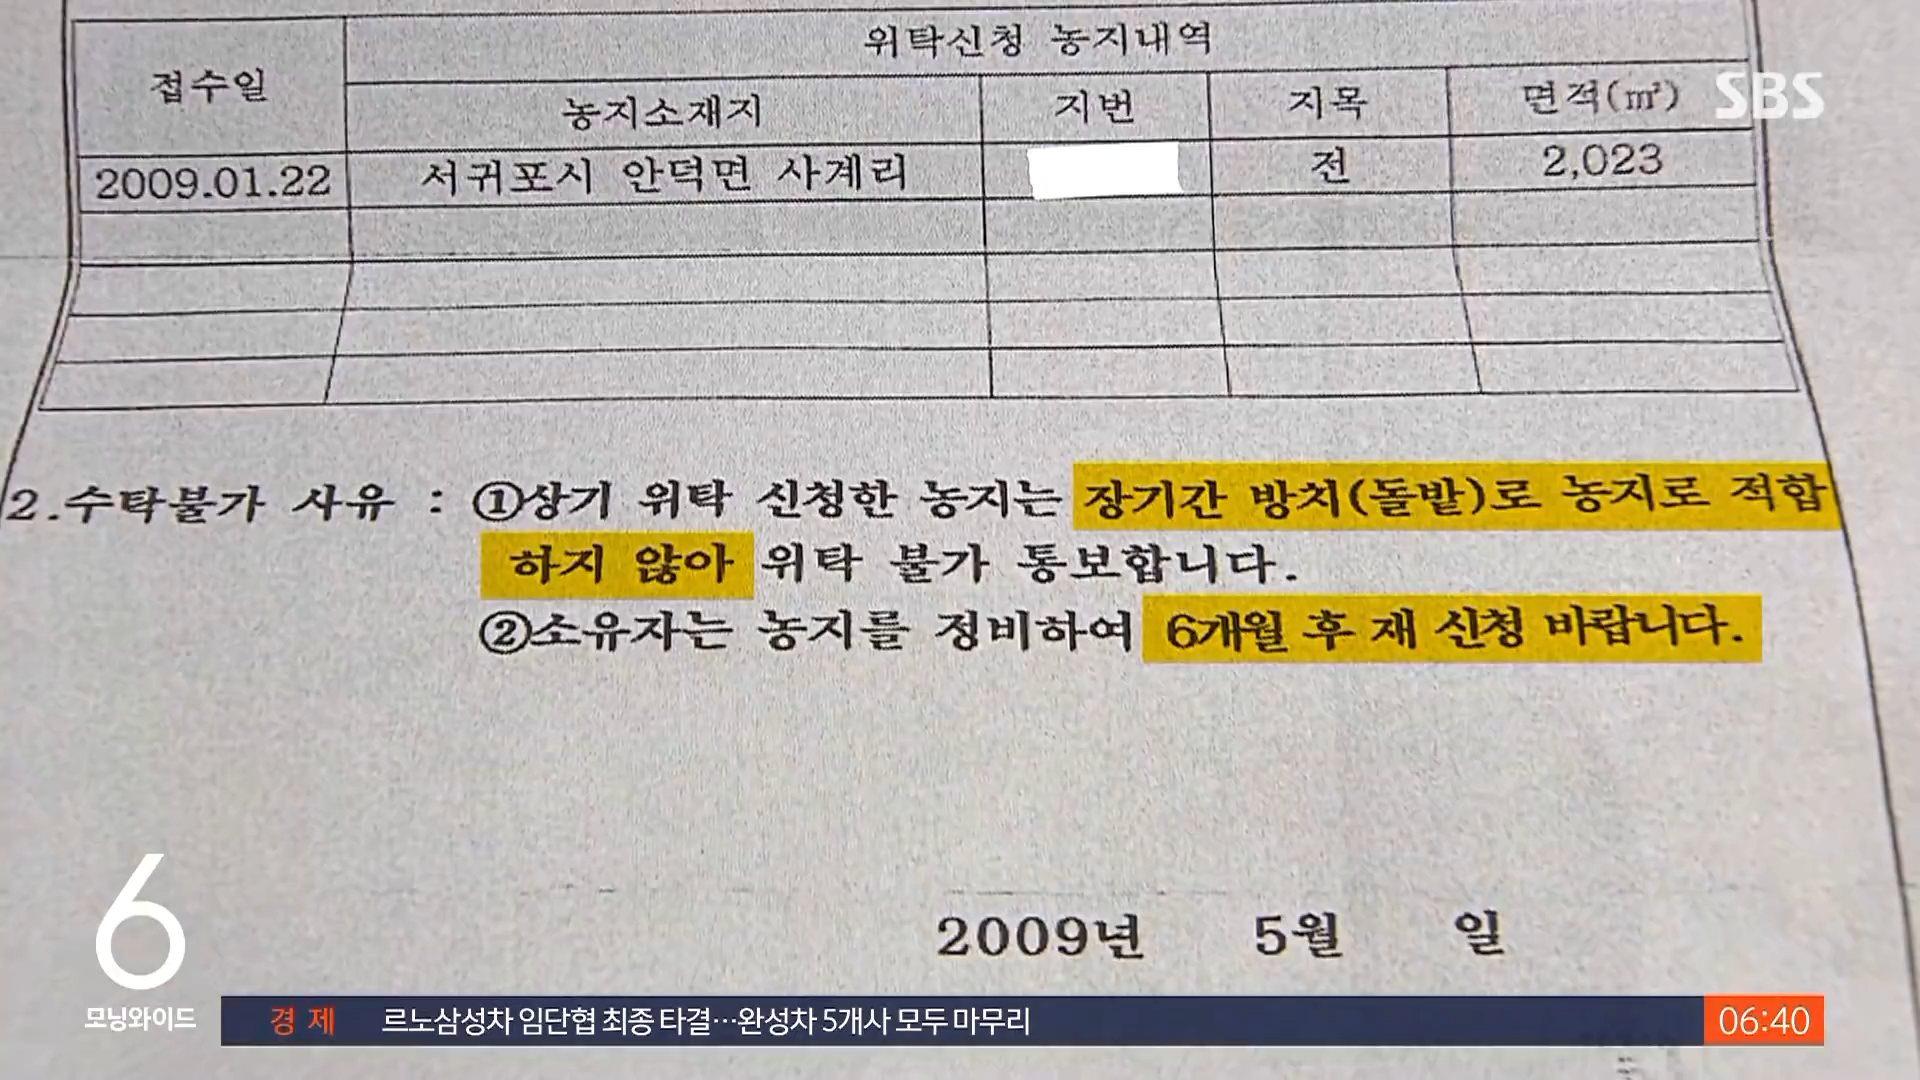 접수일
위탁신청 농지내역
농지소재지 지번 지목 면적(㎡)
2009.01.22 서귀포시 안덕면 사계리 전 2,023
SBS
2.수탁불가 사유 : ①상기 위탁 신청한 농지는 장기간 방치(돌밭)로 농지로 적합
하지 않아 위탁 불가 통보합니다.
②소유자는 농지를 정비하여 6개월 후 재 신청 바랍니다.
2009년 5월 일
6
모닝와이드
경제 르노삼성차 임단협 최종 타결…완성차 5개사 모두 마무리 06:40